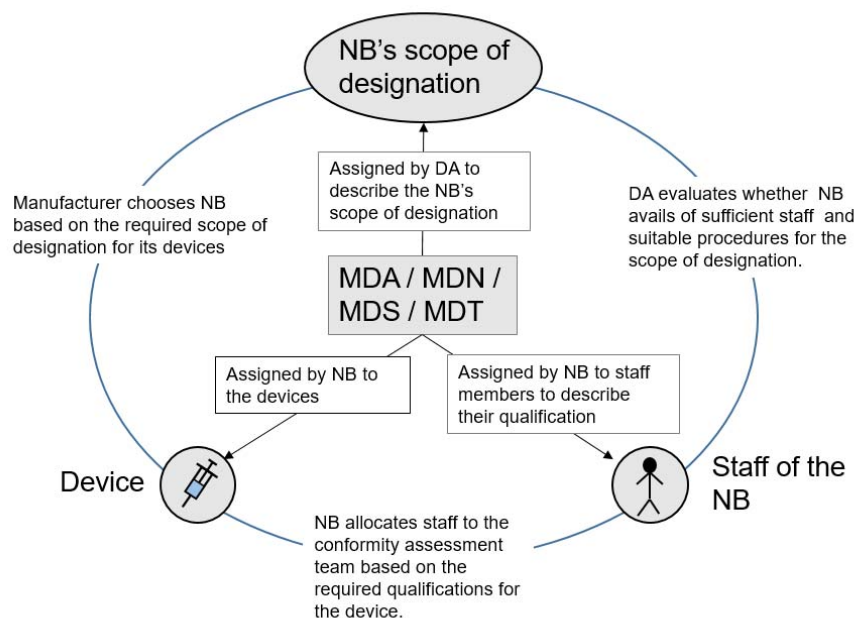 NB's scope of
designation
Assigned by DA to
describe the NB's
scope of designation
Manufacturer chooses NB
based on the required scope of
designation for its devices
DA evaluates whether NB
avails of sufficient staff and
suitable procedures for the
scope of designation.
MDA / MDN /
MDS / MDT
Assigned by NB to
the devices
Assigned by NB to staff
members to describe
their qualification
Device
Staff of the
NB
NB allocates staff to the
conformity assessment
team based on the
required qualifications for
the device.